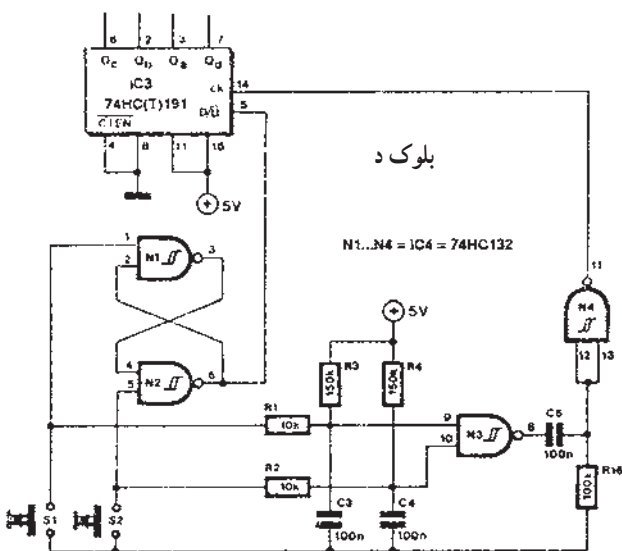 6 2 3 7
Qc Qb Qa Qd
IC3
74HC(T)191
ck 14
D/U 5
CTEN
4 8 11 16
5V
بلوک د
N1...N4 = IC4 = 74HC132
1
2
N1
3
4
5
N2
6
5V
R3
150k
R4
150k
R1
10k
R2
10k
9
10
N3
8
C5
100n
11
N4
12 13
R16
100k
S1
S2
C3
100n
C4
100n